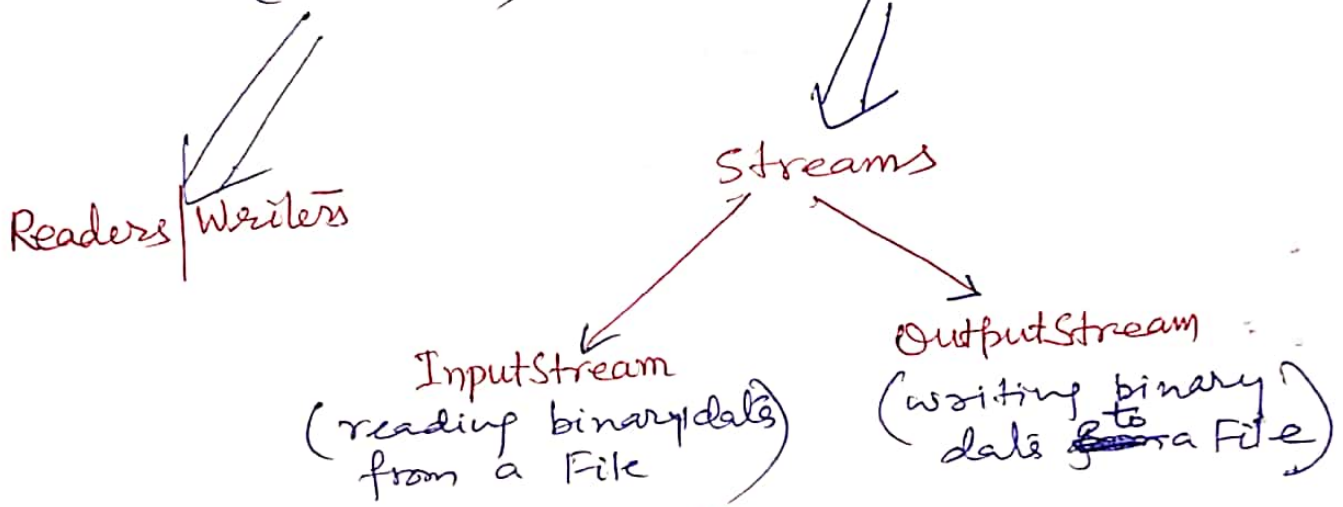 Streams
Readers | Writers
InputStream
(reading binary data)
from a File
OutputStream
(writing binary
data to a File)